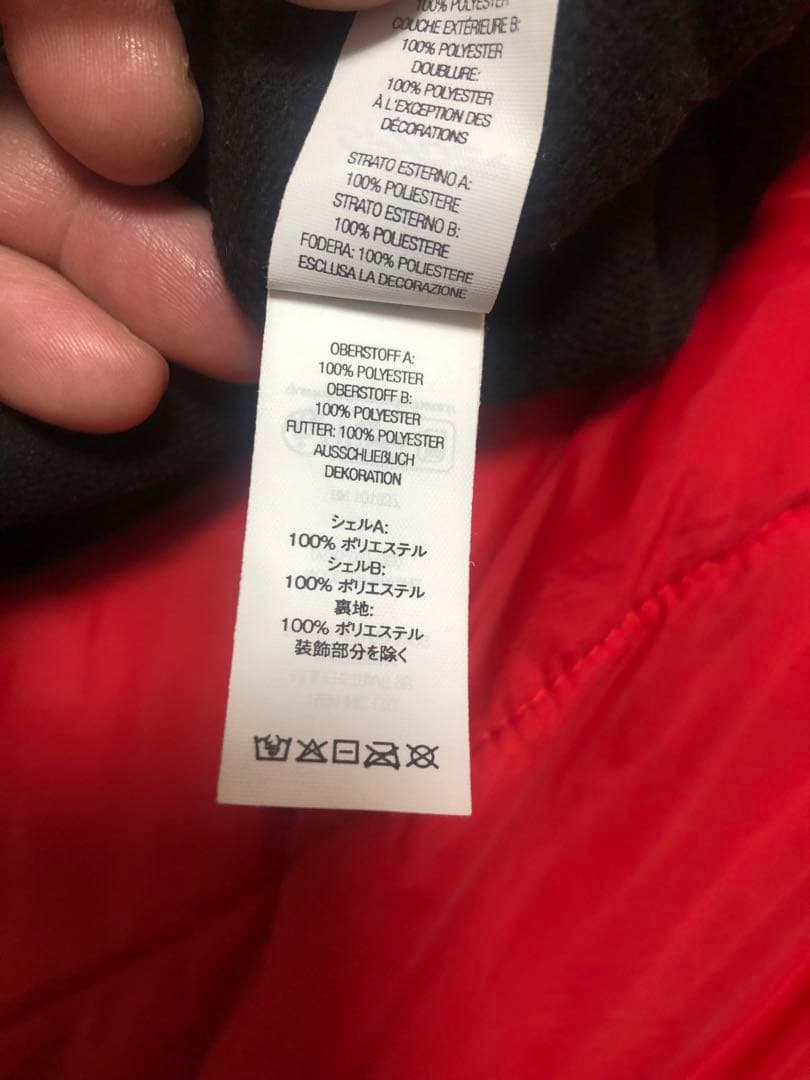 100% POLYESTER
COUCHE EXTÉRIEURE B:
100% POLYESTER
DOUBLURE:
100% POLYESTER
À L'EXCEPTION DES
DÉCORATIONS
STRATO ESTERNO A:
100% POLIESTERE
STRATO ESTERNO B:
100% POLIESTERE
FODERA: 100% POLIESTERE
ESCLUSA LA DECORAZIONE
OBERSTOFF A:
100% POLYESTER
OBERSTOFF B:
100% POLYESTER
FUTTER: 100% POLYESTER
AUSSCHLIEßLICH
DEKORATION
シェルA:
100% ポリエステル
シェルB:
100% ポリエステル
裏地:
100% ポリエステル
装飾部分を除く